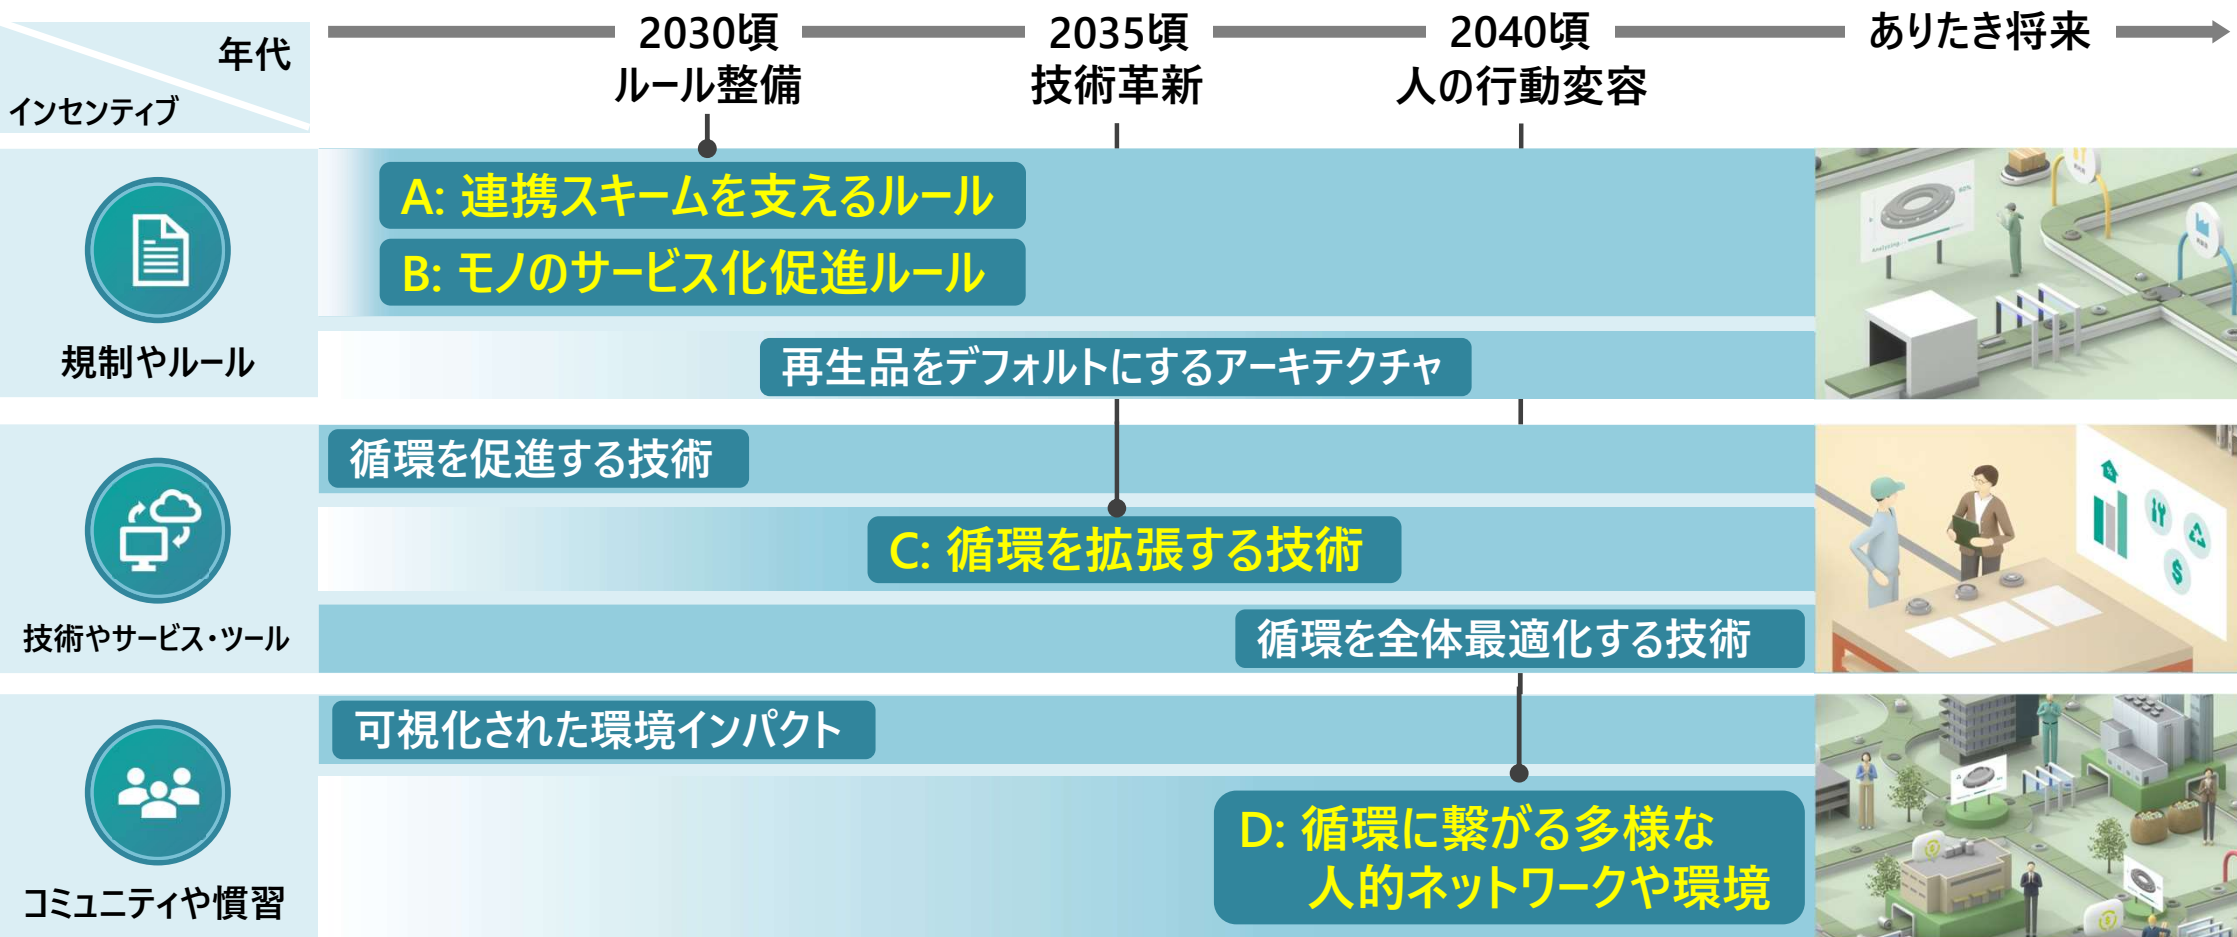 年代
インセンティブ
2030頃
ルール整備
2035頃
技術革新
2040頃
人の行動変容
ありたき将来
規制やルール
A: 連携スキームを支えるルール
B: モノのサービス化促進ルール
再生品をデフォルトにするアーキテクチャ
技術やサービス・ツール
循環を促進する技術
C: 循環を拡張する技術
循環を全体最適化する技術
コミュニティや慣習
可視化された環境インパクト
D: 循環に繋がる多様な
人的ネットワークや環境